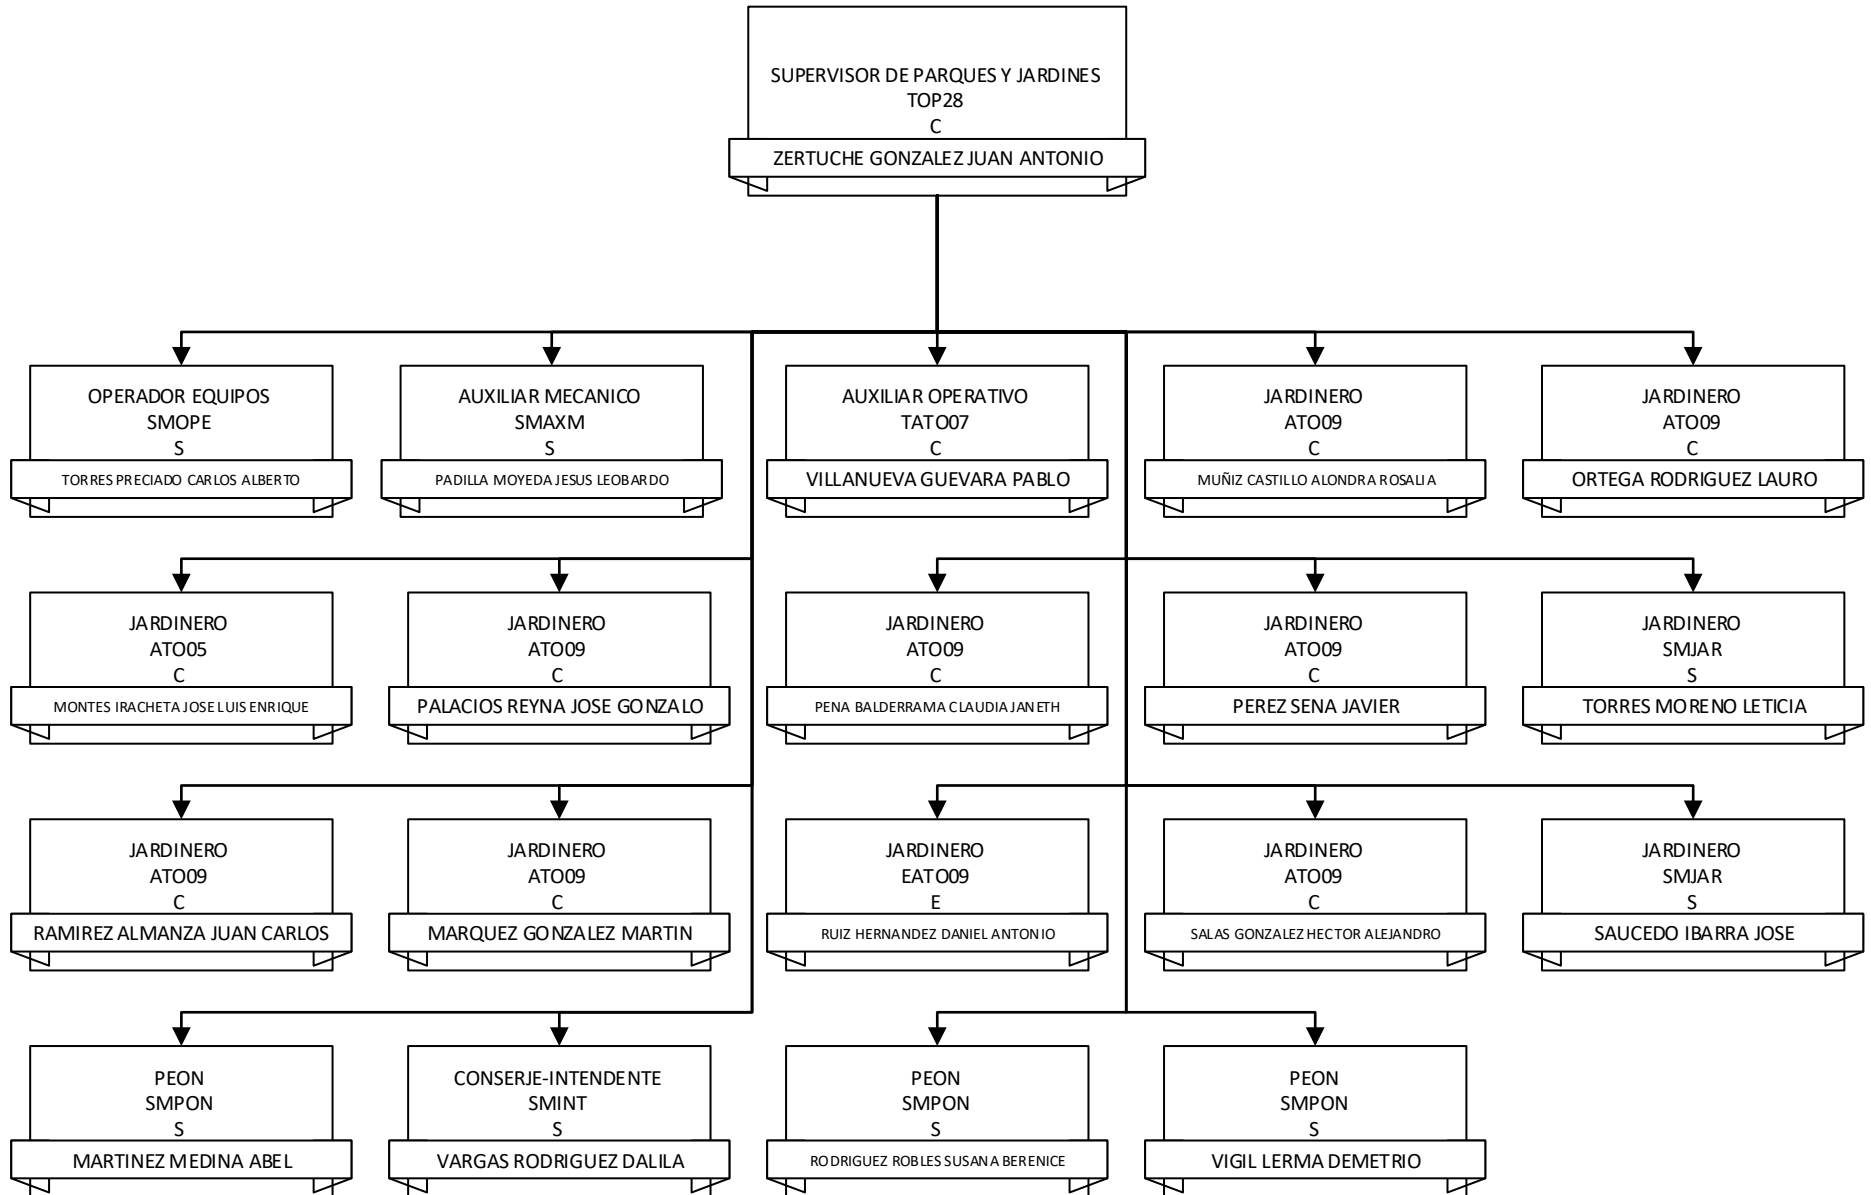 SUPERVISOR DE PARQUES Y JARDINES
TOP28
C
ZERTUCHE GONZALEZ JUAN ANTONIO
OPERADOR EQUIPOS
SMOPE
S
TORRES PRECIADO CARLOS ALBERTO
AUXILIAR MECANICO
SMAXM
S
PADILLA MOYEDA JESUS LEOBARDO
AUXILIAR OPERATIVO
TATO07
C
VILLANUEVA GUEVARA PABLO
JARDINERO
ATO09
C
MUÑIZ CASTILLO ALONDRA ROSALIA
JARDINERO
ATO09
C
ORTEGA RODRIGUEZ LAURO
JARDINERO
ATO05
C
MONTES IRACHETA JOSE LUIS ENRIQUE
JARDINERO
ATO09
C
PALACIOS REYNA JOSE GONZALO
JARDINERO
ATO09
C
PENA BALDERRAMA CLAUDIA JANETH
JARDINERO
ATO09
C
PEREZ SENA JAVIER
JARDINERO
SMJAR
S
TORRES MORENO LETICIA
JARDINERO
ATO09
C
RAMIREZ ALMANZA JUAN CARLOS
JARDINERO
ATO09
C
MARQUEZ GONZALEZ MARTIN
JARDINERO
EATO09
E
RUIZ HERNANDEZ DANIEL ANTONIO
JARDINERO
ATO09
C
SALAS GONZALEZ HECTOR ALEJANDRO
JARDINERO
SMJAR
S
SAUCEDO IBARRA JOSE
PEON
SMPON
S
MARTINEZ MEDINA ABEL
CONSERJE-INTENDENTE
SMINT
S
VARGAS RODRIGUEZ DALILA
PEON
SMPON
S
RODRIGUEZ ROBLES SUSANA BERENICE
PEON
SMPON
S
VIGIL LERMA DEMETRIO